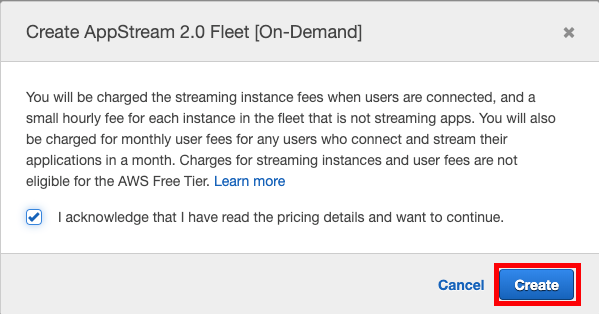 Create AppStream 2.0 Fleet [On-Demand]
You will be charged the streaming instance fees when users are connected, and a
small hourly fee for each instance in the fleet that is not streaming apps. You will also
be charged for monthly user fees for any users who connect and stream their
applications in a month. Charges for streaming instances and user fees are not
eligible for the AWS Free Tier. Learn more
I acknowledge that I have read the pricing details and want to continue.
Cancel Create